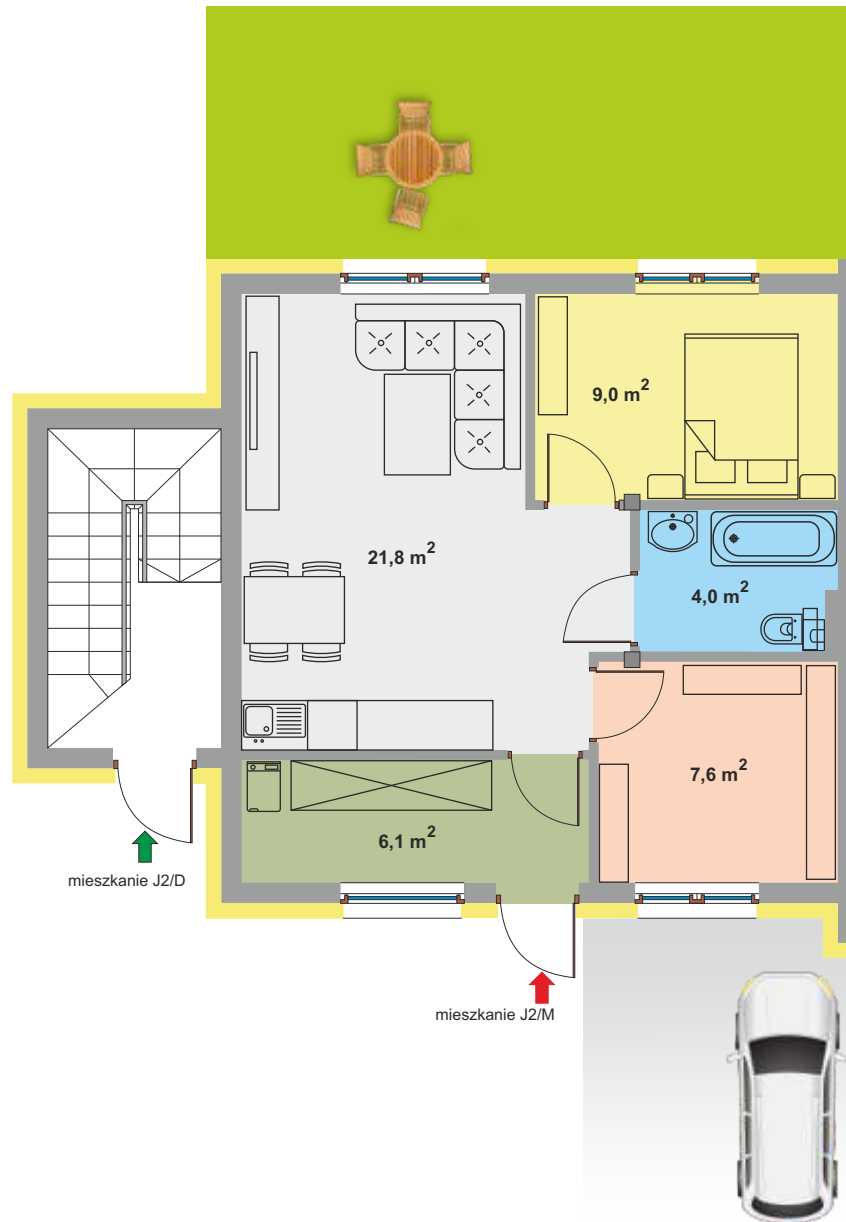 9,0 m²
21,8 m²
4,0 m²
7,6 m²
6,1 m²
mieszkanie J2/D
mieszkanie J2/M